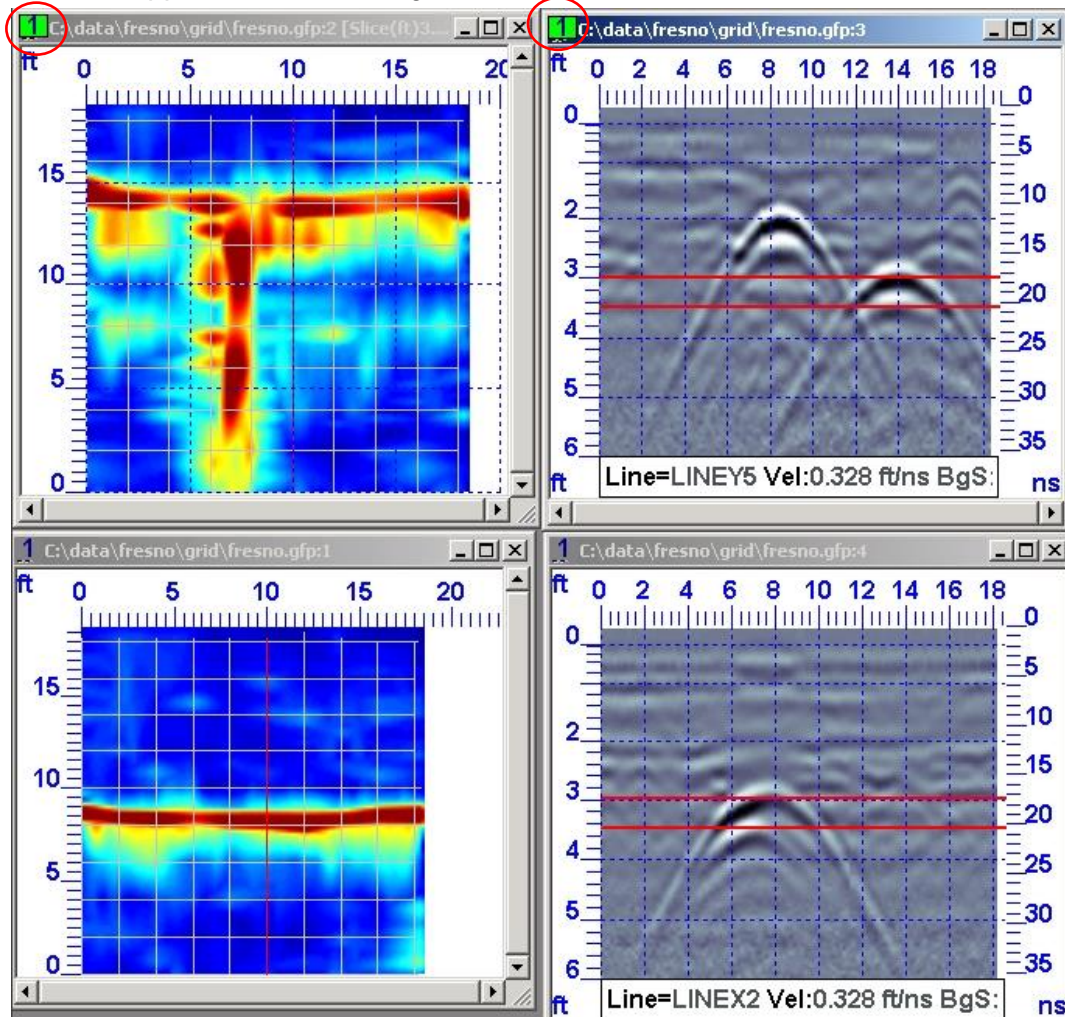 1 C:\data\fresno\grid\fresno.gfp:2 [Slice(ft)3...
ft 0 5 10 15 20
15
10
5
0
1 C:\data\fresno\grid\fresno.gfp:3
ft 0 2 4 6 8 10 12 14 16 18
0 0
5
10
2
15
3
20
4
25
5 30
6 35
Line=LINEY5 Vel:0.328 ft/ns BgS:
ft ns
1 C:\data\fresno\grid\fresno.gfp:1
ft 0 5 10 15 20
15
10
5
0
1 C:\data\fresno\grid\fresno.gfp:4
ft 0 2 4 6 8 10 12 14 16 18
0 0
5
10
2
15
3
20
4
25
5 30
6 35
Line=LINEX2 Vel:0.328 ft/ns BgS:
ft ns